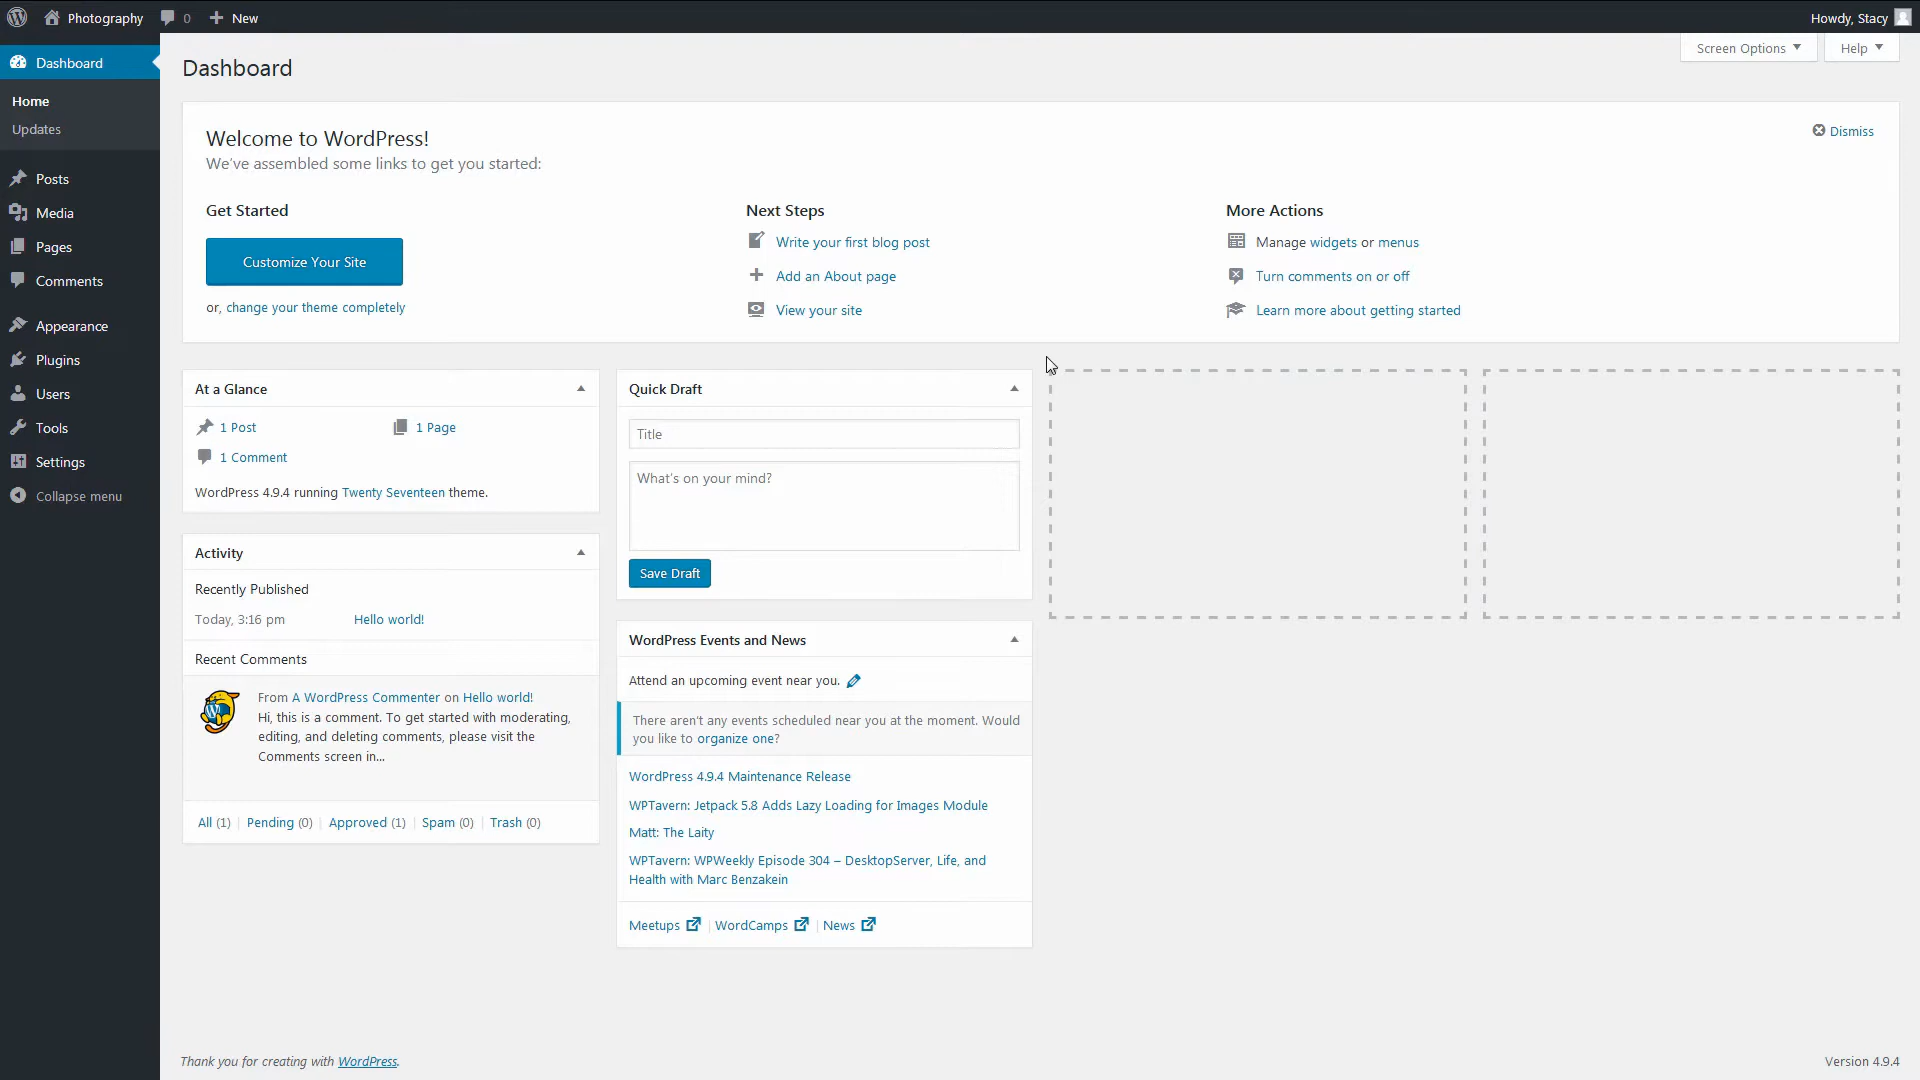 Photography
0
New
Howdy, Stacy
Dashboard
Home
Updates
Posts
Media
Pages
Comments
Appearance
Plugins
Users
Tools
Settings
Collapse menu
Screen Options
Help
Dashboard
Welcome to WordPress!
We've assembled some links to get you started:
Dismiss
Get Started
Customize Your Site
or, change your theme completely
Next Steps
Write your first blog post
Add an About page
View your site
More Actions
Manage widgets or menus
Turn comments on or off
Learn more about getting started
At a Glance
1 Post
1 Page
1 Comment
WordPress 4.9.4 running Twenty Seventeen theme.
Activity
Recently Published
Today, 3:16 pm
Hello world!
Recent Comments
From A WordPress Commenter on Hello world!
Hi, this is a comment. To get started with moderating,
editing, and deleting comments, please visit the
Comments screen in...
All (1) | Pending (0) | Approved (1) | Spam (0) | Trash (0)
Quick Draft
Title
What's on your mind?
Save Draft
WordPress Events and News
Attend an upcoming event near you.
There aren't any events scheduled near you at the moment. Would
you like to organize one?
WordPress 4.9.4 Maintenance Release
WPTavern: Jetpack 5.8 Adds Lazy Loading for Images Module
Matt: The Laity
WPTavern: WPWeekly Episode 304 – DesktopServer, Life, and
Health with Marc Benzakein
Meetups | WordCamps | News
Thank you for creating with WordPress.
Version 4.9.4